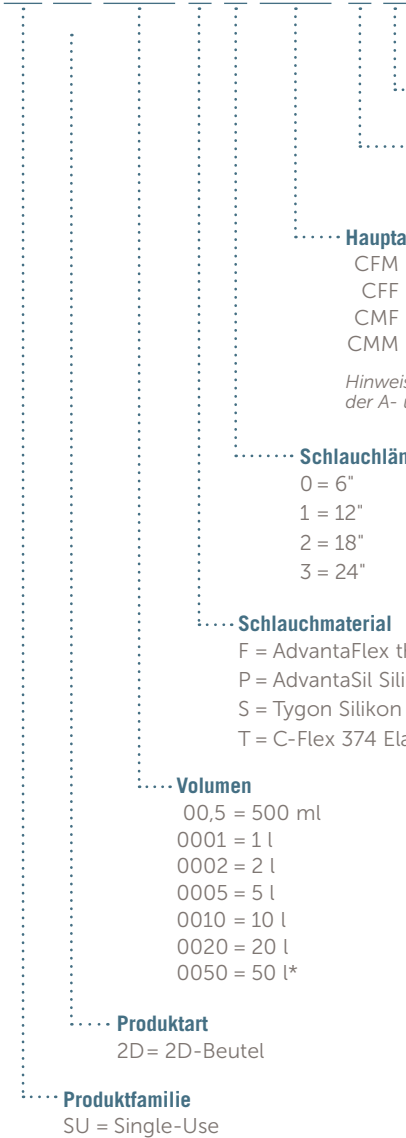 Haupta
CFM
CFF
CMF
CMM
Hinweis
der A- u
Schlauchlän
0 = 6"
1 = 12"
2 = 18"
3 = 24"
Schlauchmaterial
F = AdvantaFlex th
P = AdvantaSil Sili
S = Tygon Silikon
T = C-Flex 374 Ela
Volumen
00,5 = 500 ml
0001 = 1 l
0002 = 2 l
0005 = 5 l
0010 = 10 l
0020 = 20 l
0050 = 50 l*
Produktart
2D= 2D-Beutel
Produktfamilie
SU = Single-Use